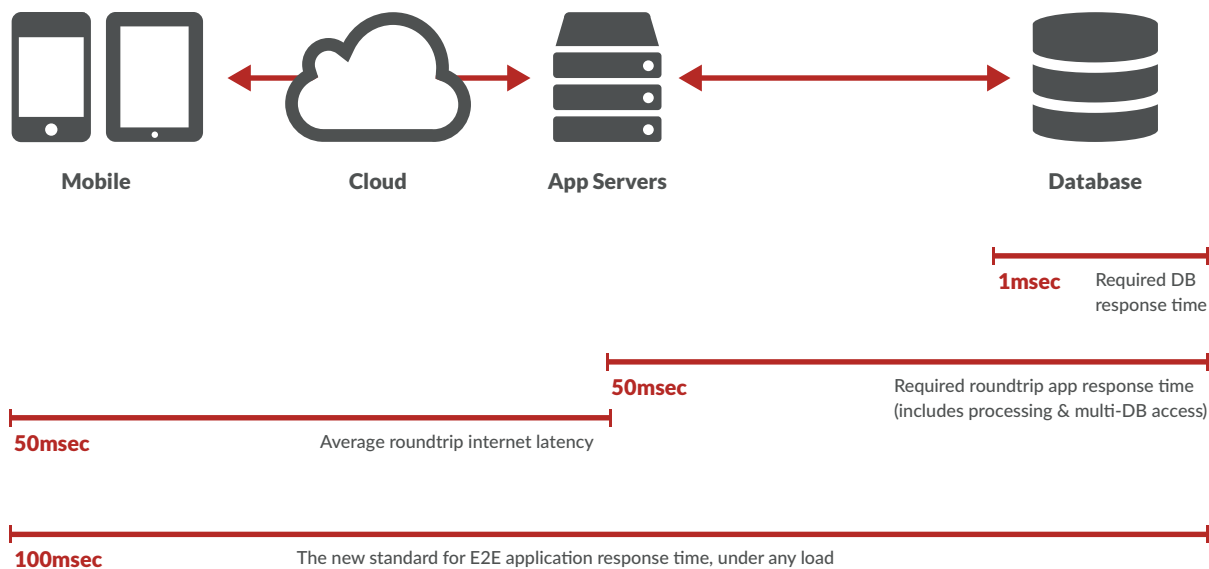 Mobile
Cloud
App Servers
Database
1msec
Required DB
response time
50msec
Required roundtrip app response time
(includes processing & multi-DB access)
50msec
Average roundtrip internet latency
100msec
The new standard for E2E application response time, under any load